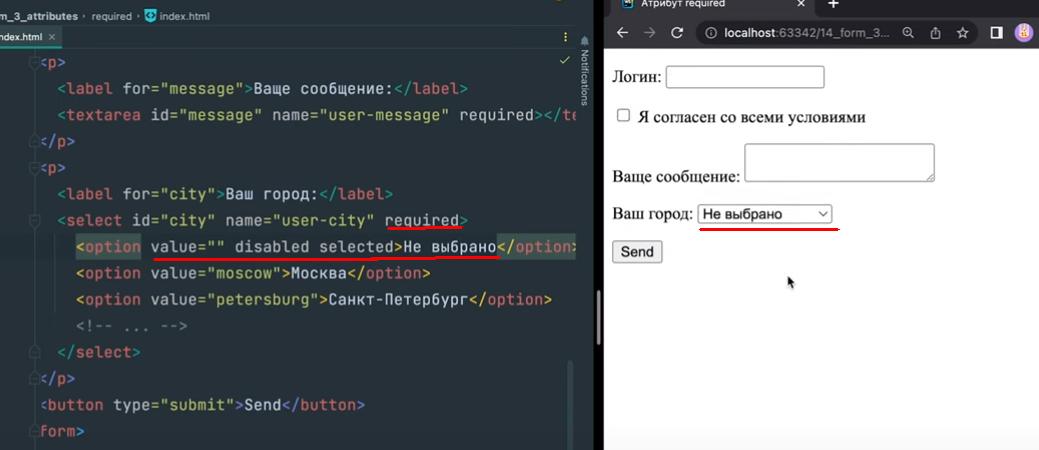 m_3_attributes › required › index.html
ndex.html ×
Notifications
<p>
<label for="message">Ваще сообщение:</label>
<textarea id="message" name="user-message" required></te
</p>
<p>
<label for="city">Ваш город:</label>
<select id="city" name="user-city" required>
<option value="" disabled selected>Не выбрано</option>
<option value="moscow">Москва</option>
<option value="petersburg">Санкт-Петербург</option>
<!-- ... -->
</select>
</p>
<button type="submit">Send</button>
form>
Атрибут required
localhost:63342/14_form_3...
Логин:
Я согласен со всеми условиями
Ваще сообщение:
Ваш город: Не выбрано
Send